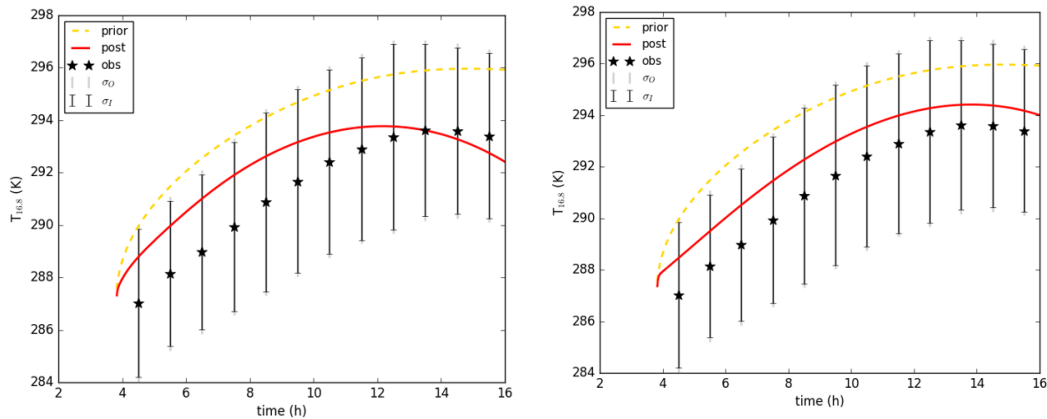 298
296
294
292
290
288
286
284
T16.8 (K)
2 4 6 8 10 12 14 16
time (h)
prior
post
obs
σO
σI
298
296
294
292
290
288
286
284
T16.8 (K)
2 4 6 8 10 12 14 16
time (h)
prior
post
obs
σO
σI